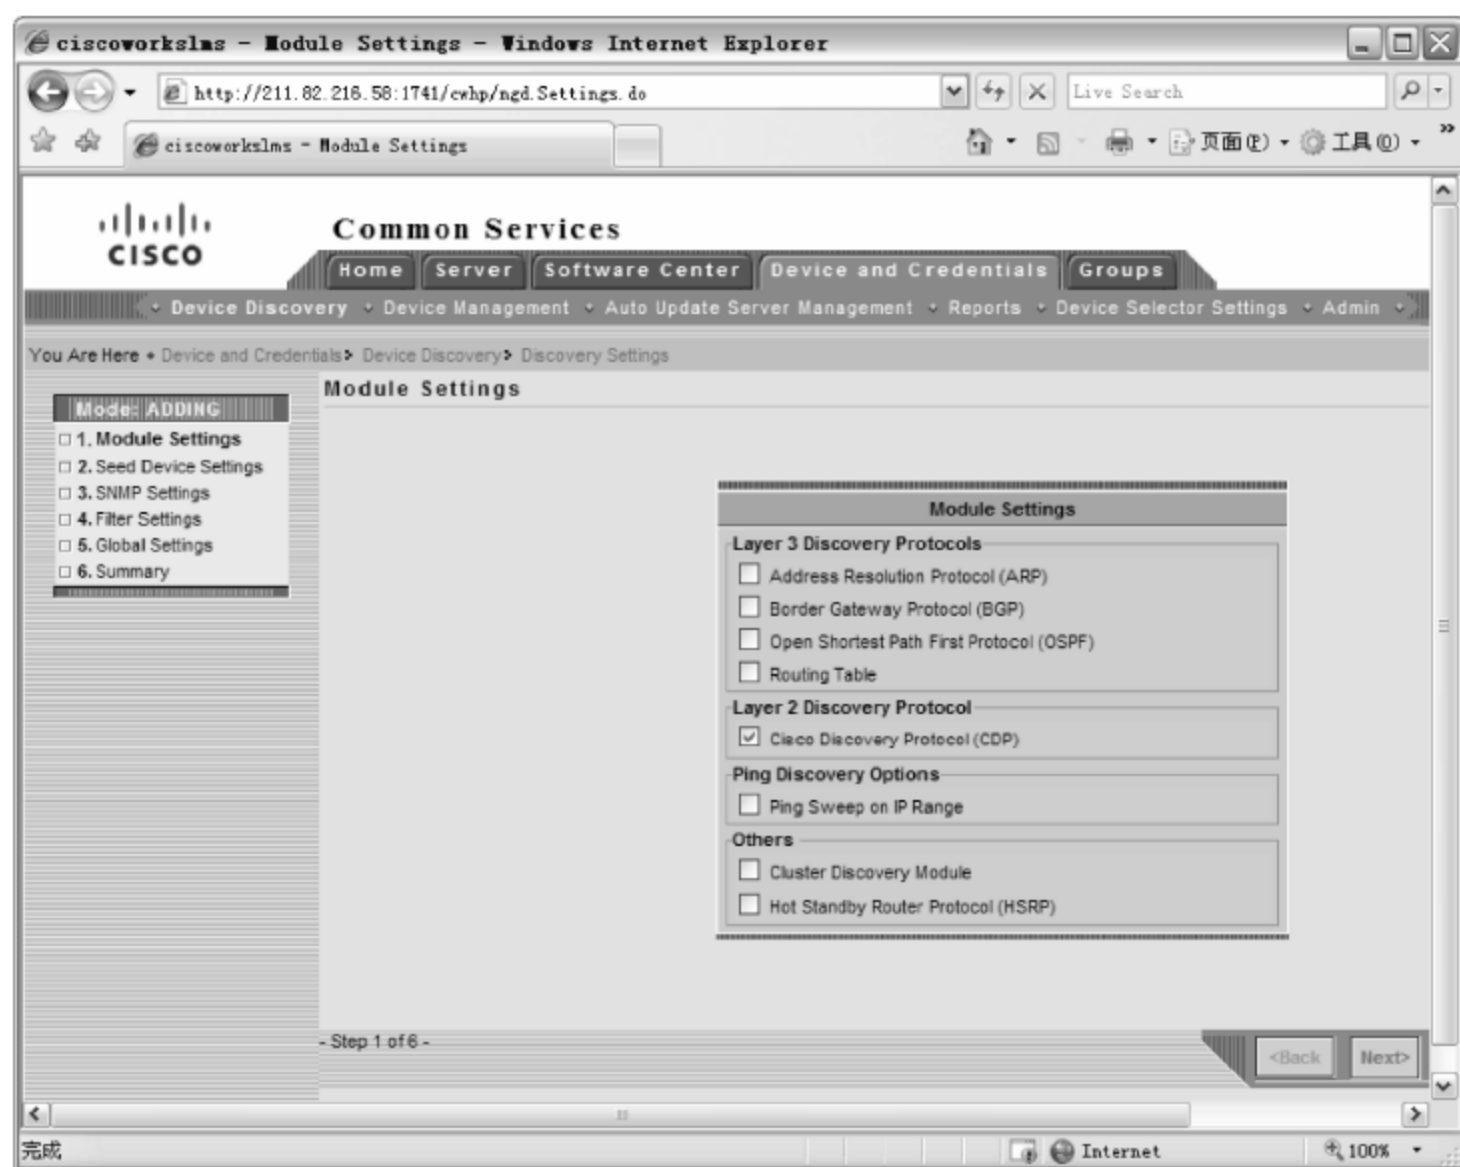 ciscoworkslms - Module Settings - Windows Internet Explorer
http://211.82.216.58:1741/cwhp/ngd.Settings.do
Live Search
ciscoworkslms - Module Settings
页面(P)
工具(O)
»
CISCO
Common Services
Home Server Software Center Device and Credentials Groups
Device Discovery Device Management Auto Update Server Management Reports Device Selector Settings Admin
You Are Here • Device and Credentials> Device Discovery> Discovery Settings
Module Settings
Mode: ADDING
1. Module Settings
2. Seed Device Settings
3. SNMP Settings
4. Filter Settings
5. Global Settings
6. Summary
Module Settings
Layer 3 Discovery Protocols
Address Resolution Protocol (ARP)
Border Gateway Protocol (BGP)
Open Shortest Path First Protocol (OSPF)
Routing Table
Layer 2 Discovery Protocol
Cisco Discovery Protocol (CDP)
Ping Discovery Options
Ping Sweep on IP Range
Others
Cluster Discovery Module
Hot Standby Router Protocol (HSRP)
- Step 1 of 6 -
<Back
Next>
完成
Internet
100%